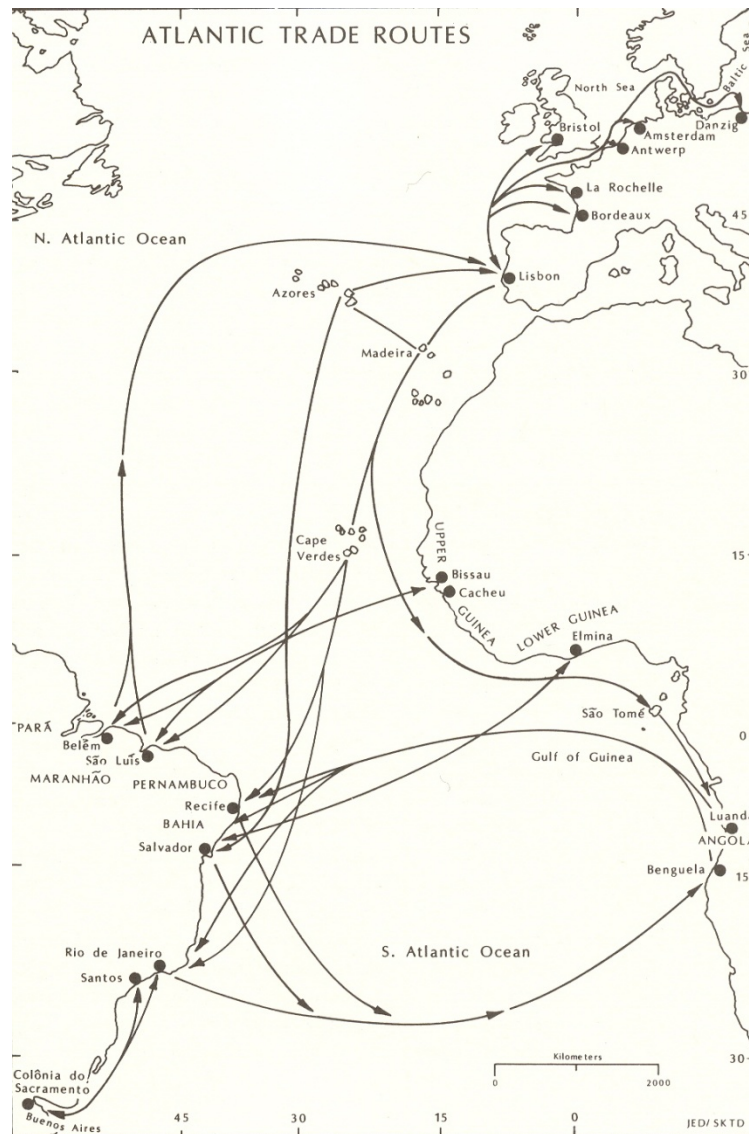 ATLANTIC TRADE ROUTES
North Sea
Baltic Sea
Bristol
Amsterdam
Danzig
Antwerp
La Rochelle
Bordeaux
45
N. Atlantic Ocean
Azores
Lisbon
Madeira
30
Cape
Verdes
15
UPPER
Bissau
Cacheu
GUINEA
LOWER GUINEA
Elmina
São Tomé
PARÁ
Belêm
São Luís
MARANHÃO
0
Gulf of Guinea
PERNAMBUCO
Recife
BAHIA
Luanda
ANGOLA
Salvador
Benguela
15
Rio de Janeiro
S. Atlantic Ocean
Santos
Kilometers
0 2000
30
Colônia do
Sacramento
Buenos Aires
45 30 15 0
JED/SKTD